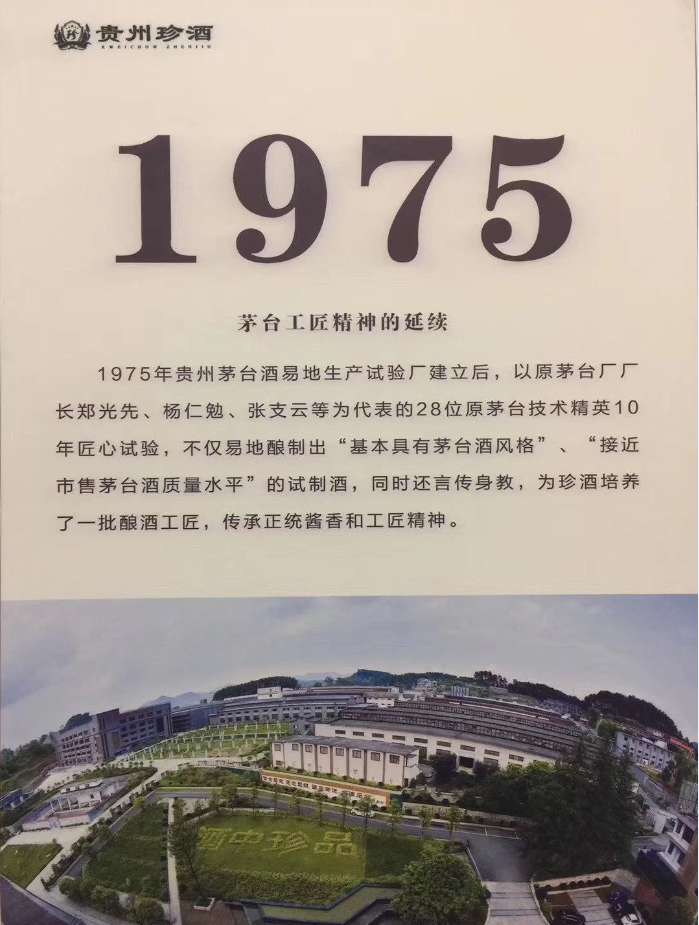 贵州珍酒
KWEICHOW ZHENJIU
1975
茅台工匠精神的延续
1975年贵州茅台酒易地生产试验厂建立后，以原茅台厂厂
长郑光先、杨仁勉、张支云等为代表的28位原茅台技术精英10
年匠心试验，不仅易地酿制出“基本具有茅台酒风格”、“接近
市售茅台酒质量水平”的试制酒，同时还言传身教，为珍酒培养
了一批酿酒工匠，传承正统酱香和工匠精神。
酒中珍品